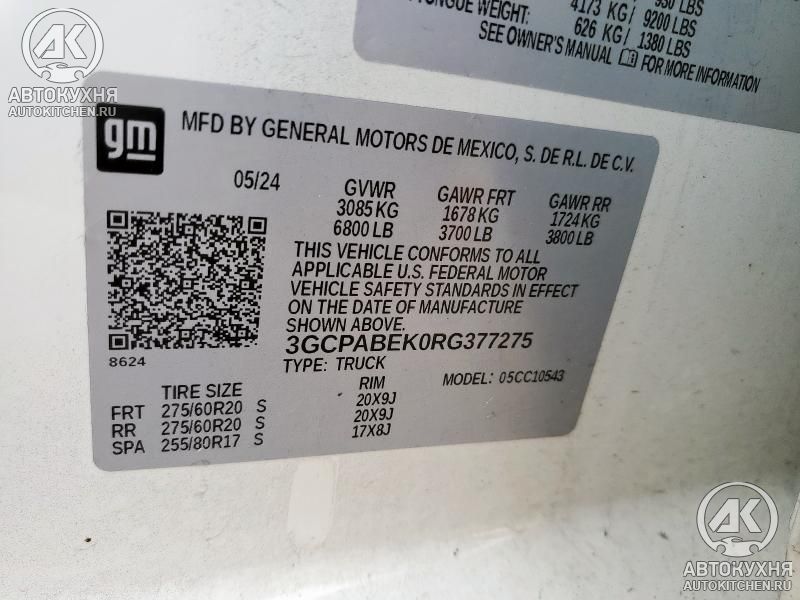 930 LBS
4173 KG/ 9200 LBS
TONGUE WEIGHT: 626 KG/ 1380 LBS
SEE OWNER'S MANUAL FOR MORE INFORMATION
AK
АВТОКУХНЯ
AUTOKITCHEN.RU
gm
MFD BY GENERAL MOTORS DE MEXICO, S. DE R.L. DE C.V.
05/24 GVWR GAWR FRT GAWR RR
3085 KG 1678 KG 1724 KG
6800 LB 3700 LB 3800 LB
THIS VEHICLE CONFORMS TO ALL
APPLICABLE U.S. FEDERAL MOTOR
VEHICLE SAFETY STANDARDS IN EFFECT
ON THE DATE OF MANUFACTURE
SHOWN ABOVE.
3GCPABEK0RG377275
8624
TYPE: TRUCK MODEL: 05CC10543
TIRE SIZE RIM
FRT 275/60R20 S 20X9J
RR 275/60R20 S 20X9J
SPA 255/80R17 S 17X8J
AK
АВТОКУХНЯ
AUTOKITCHEN.RU